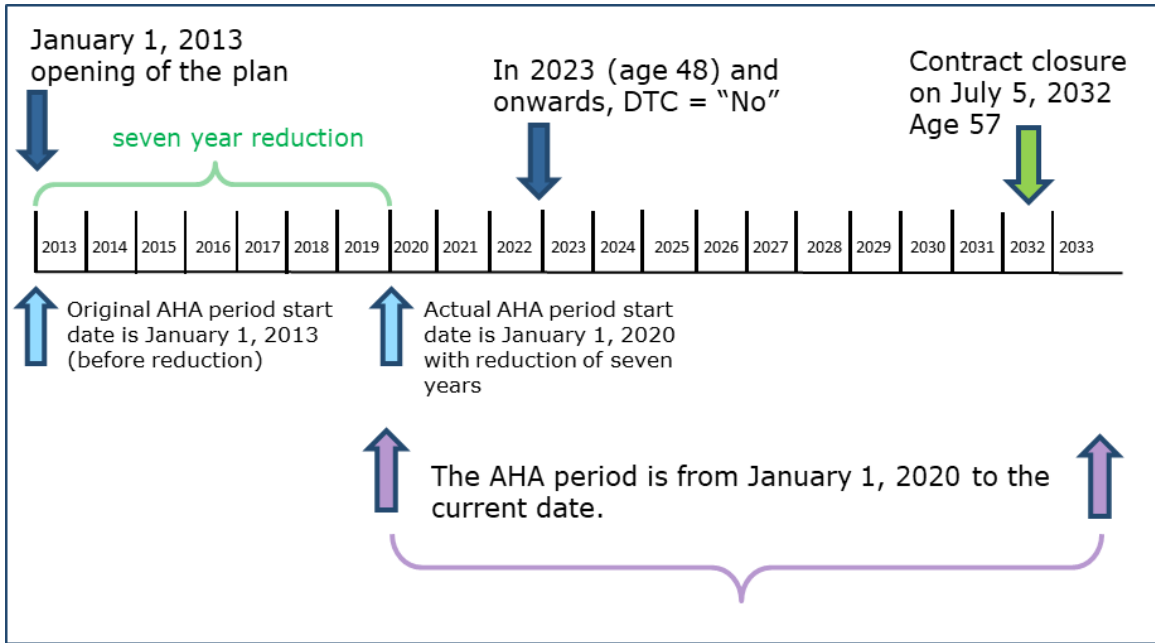 January 1, 2013
opening of the plan
In 2023 (age 48) and
onwards, DTC = “No”
Contract closure
on July 5, 2032
Age 57
seven year reduction
2013 2014 2015 2016 2017 2018 2019 2020 2021 2022 2023 2024 2025 2026 2027 2028 2029 2030 2031 2032 2033
Original AHA period start
date is January 1, 2013
(before reduction)
Actual AHA period start
date is January 1, 2020
with reduction of seven
years
The AHA period is from January 1, 2020 to the
current date.